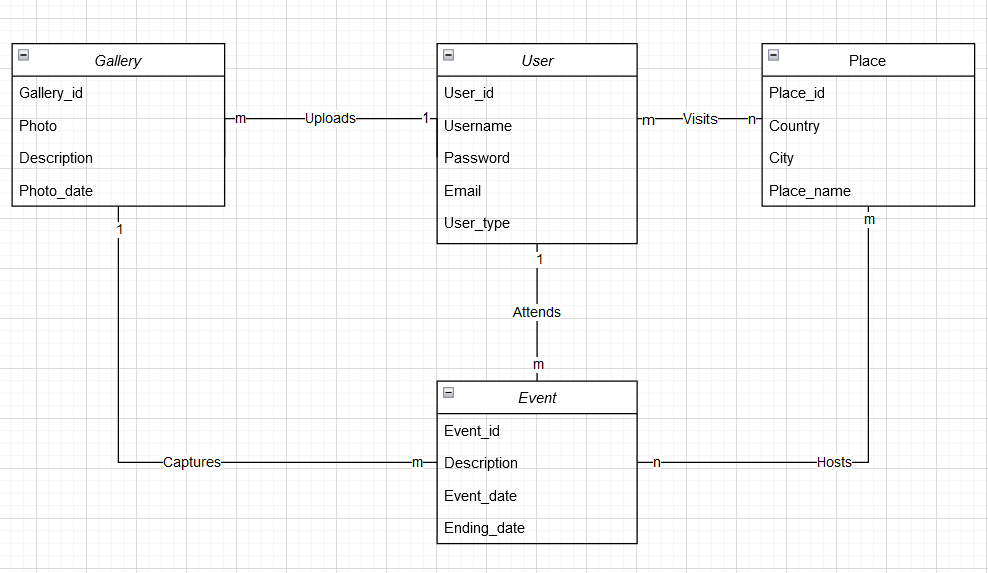 Gallery
Gallery_id
Photo
Description
Photo_date
m
Uploads
1
User
User_id
Username
Password
Email
User_type
m
Visits
n
Place
Place_id
Country
City
Place_name
1
1
m
Attends
m
Event
Event_id
Description
Event_date
Ending_date
Captures
m
n
Hosts